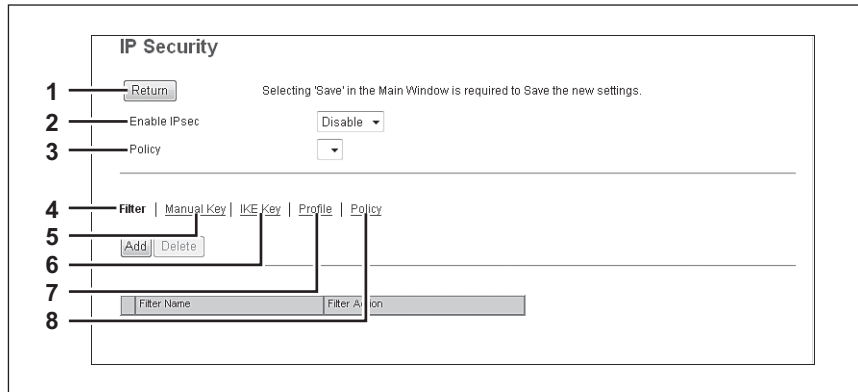 IP Security
1 Return Selecting 'Save' in the Main Window is required to Save the new settings.
2 Enable IPsec Disable
3 Policy
4 Filter | Manual Key | IKE Key | Profile | Policy
5
Add Delete
6
7
Filter Name Filter Action
8